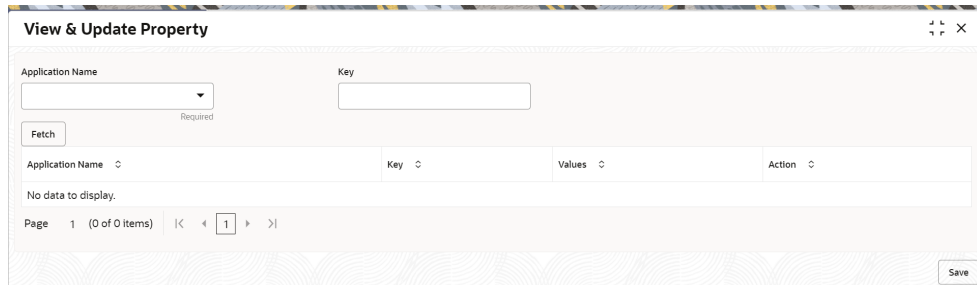 View & Update Property
Application Name Key
Required
Fetch
Application Name Key Values Action
No data to display.
Page 1 (0 of 0 items) 1
Save